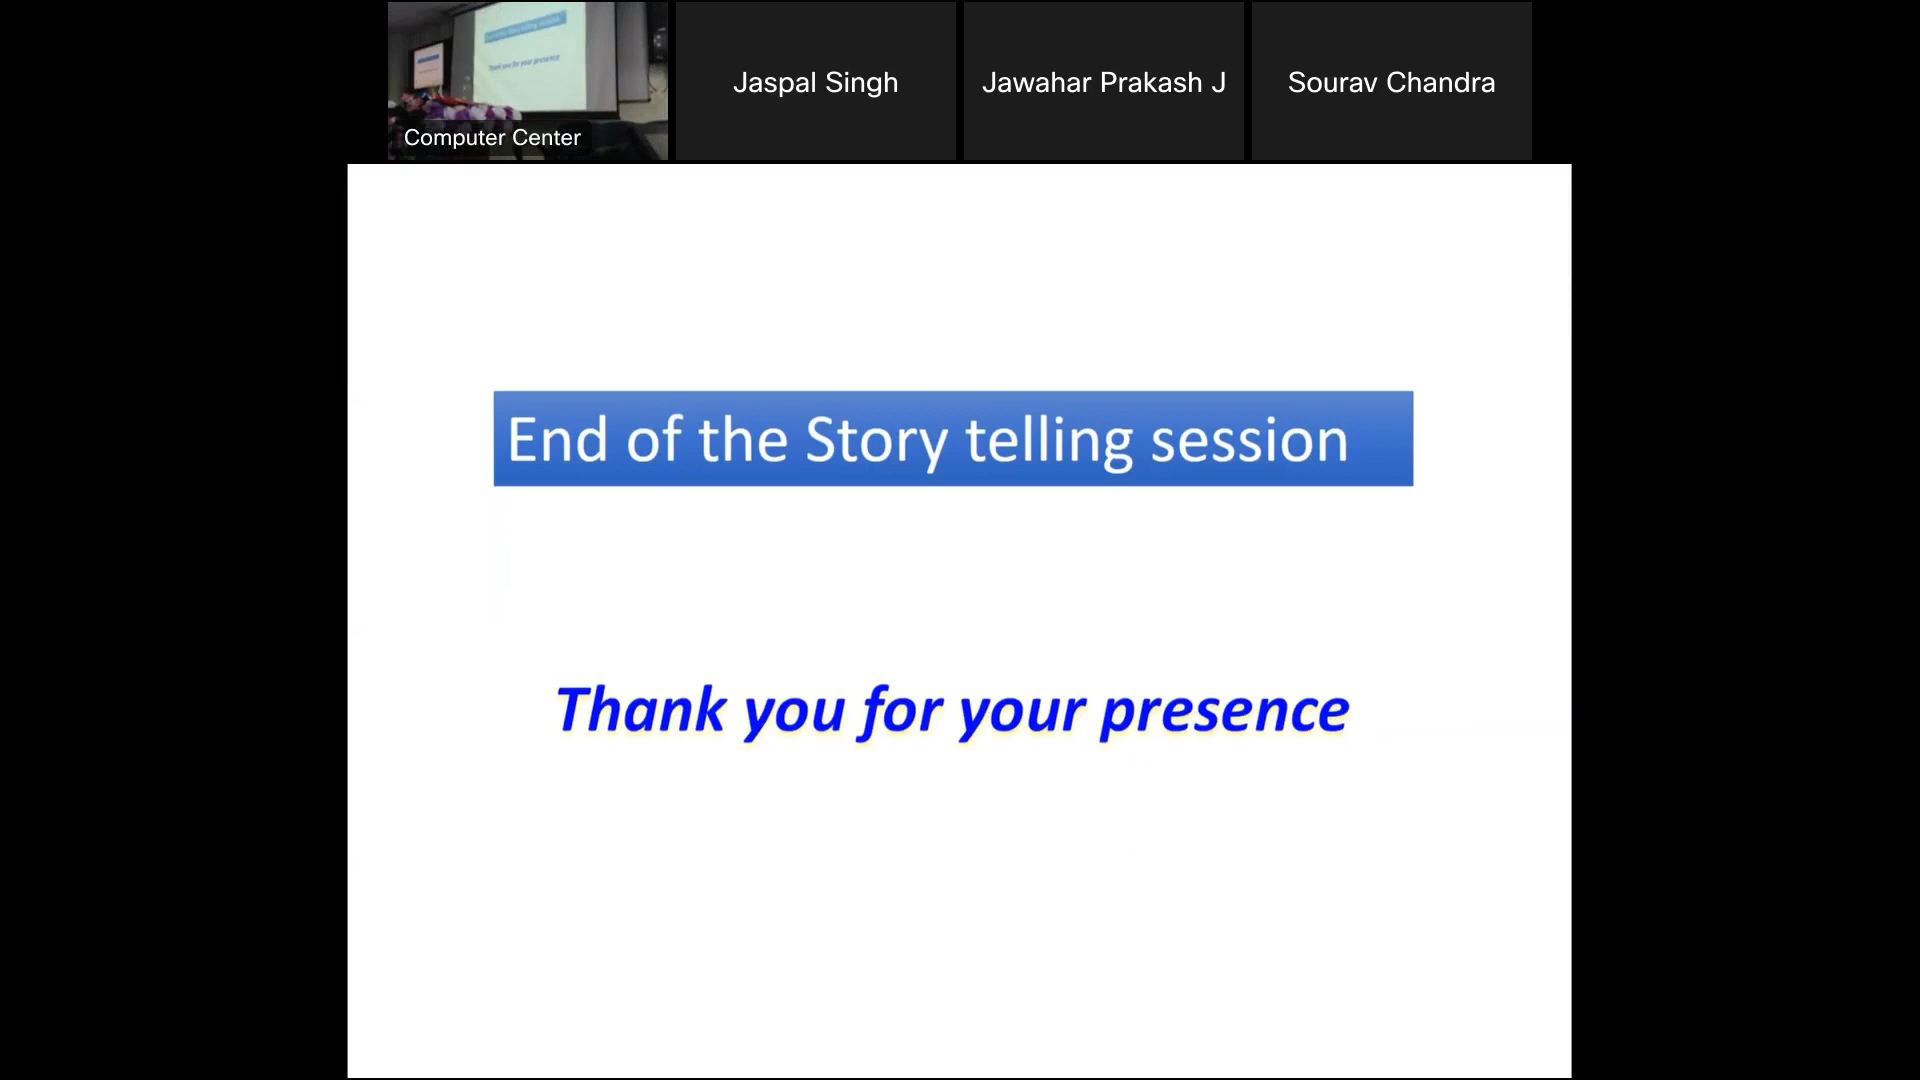 Computer Center
Jaspal Singh
Jawahar Prakash J
Sourav Chandra
End of the Story telling session
Thank you for your presence